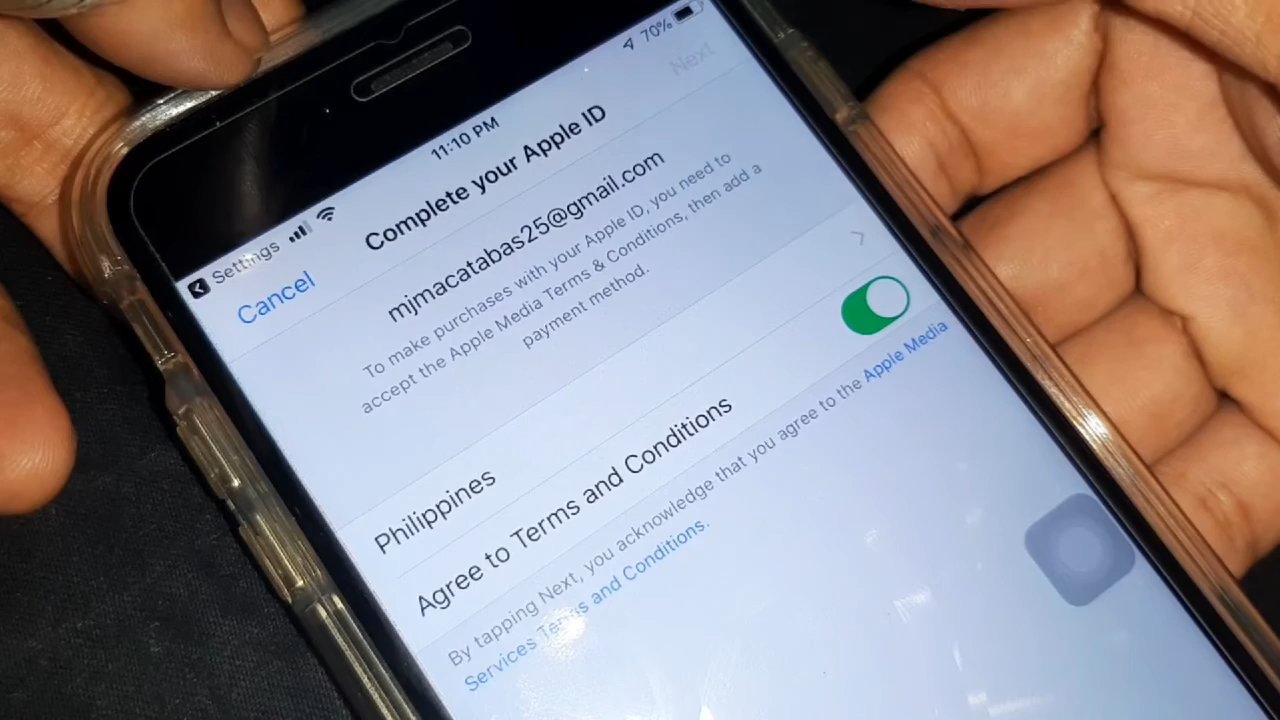 Settings
11:10 PM
70%
Cancel
Complete your Apple ID
Next
mjmacatabas25@gmail.com
To make purchases with your Apple ID, you need to
accept the Apple Media Terms & Conditions, then add a
payment method.
Philippines
Agree to Terms and Conditions
By tapping Next, you acknowledge that you agree to the Apple Media
Services Terms and Conditions.